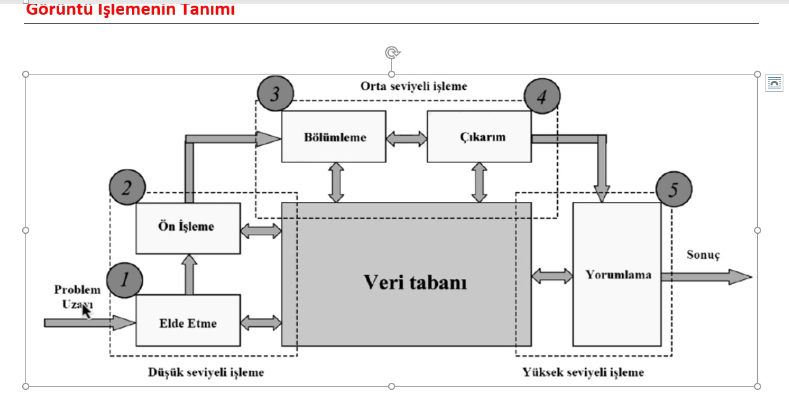 Görüntü İşlemenin Tanımı
Orta seviyeli işleme
3
4
Bölümleme
Çıkarım
2
5
Ön İşleme
Veri tabanı
Yorumlama
Sonuç
1
Problem
Uzayı
Elde Etme
Düşük seviyeli işleme
Yüksek seviyeli işleme